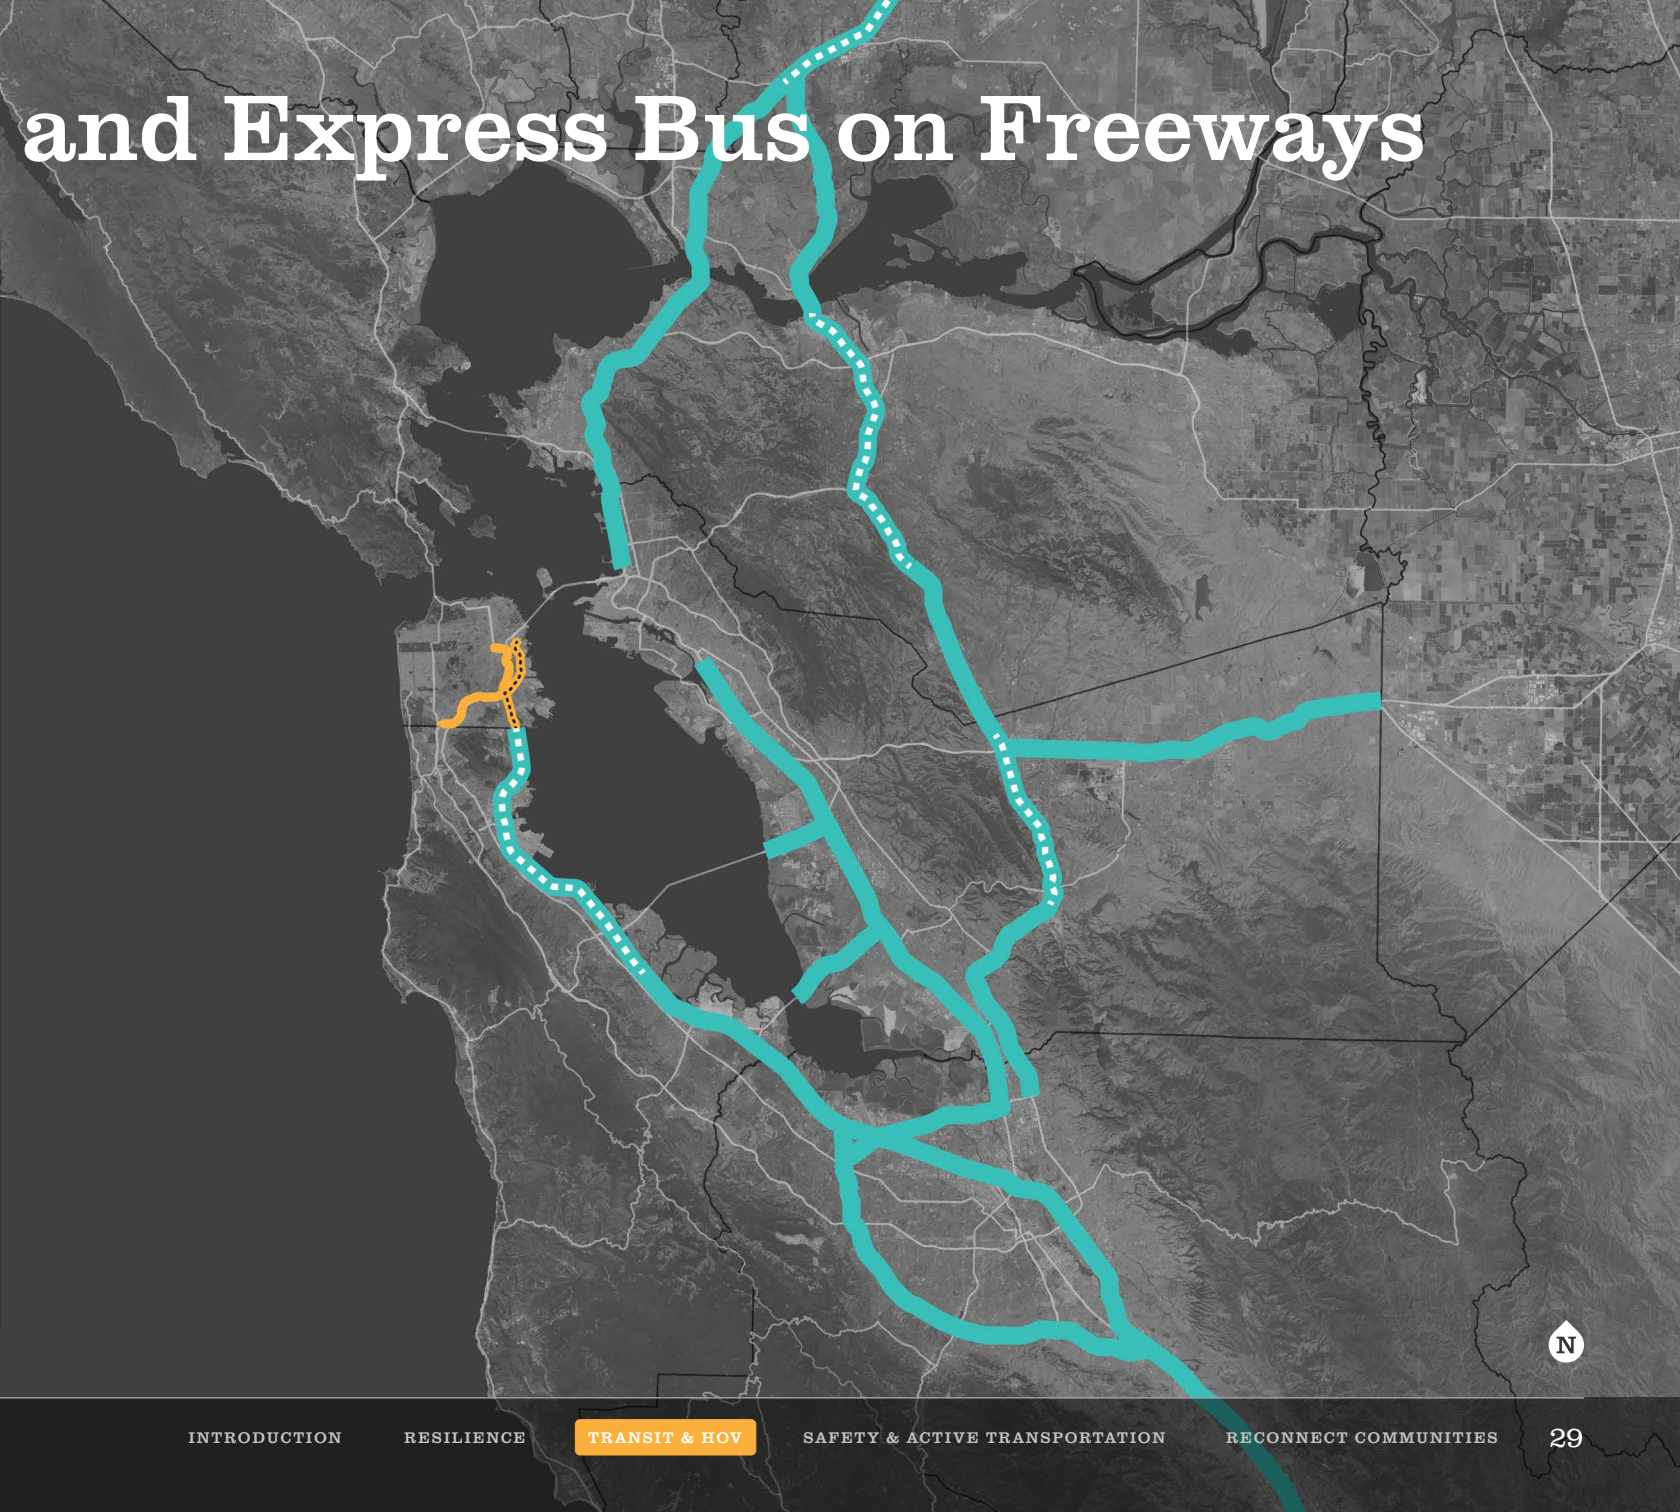 and Express Bus on Freeways
N
INTRODUCTION RESILIENCE TRANSIT & HOV SAFETY & ACTIVE TRANSPORTATION RECONNECT COMMUNITIES 29